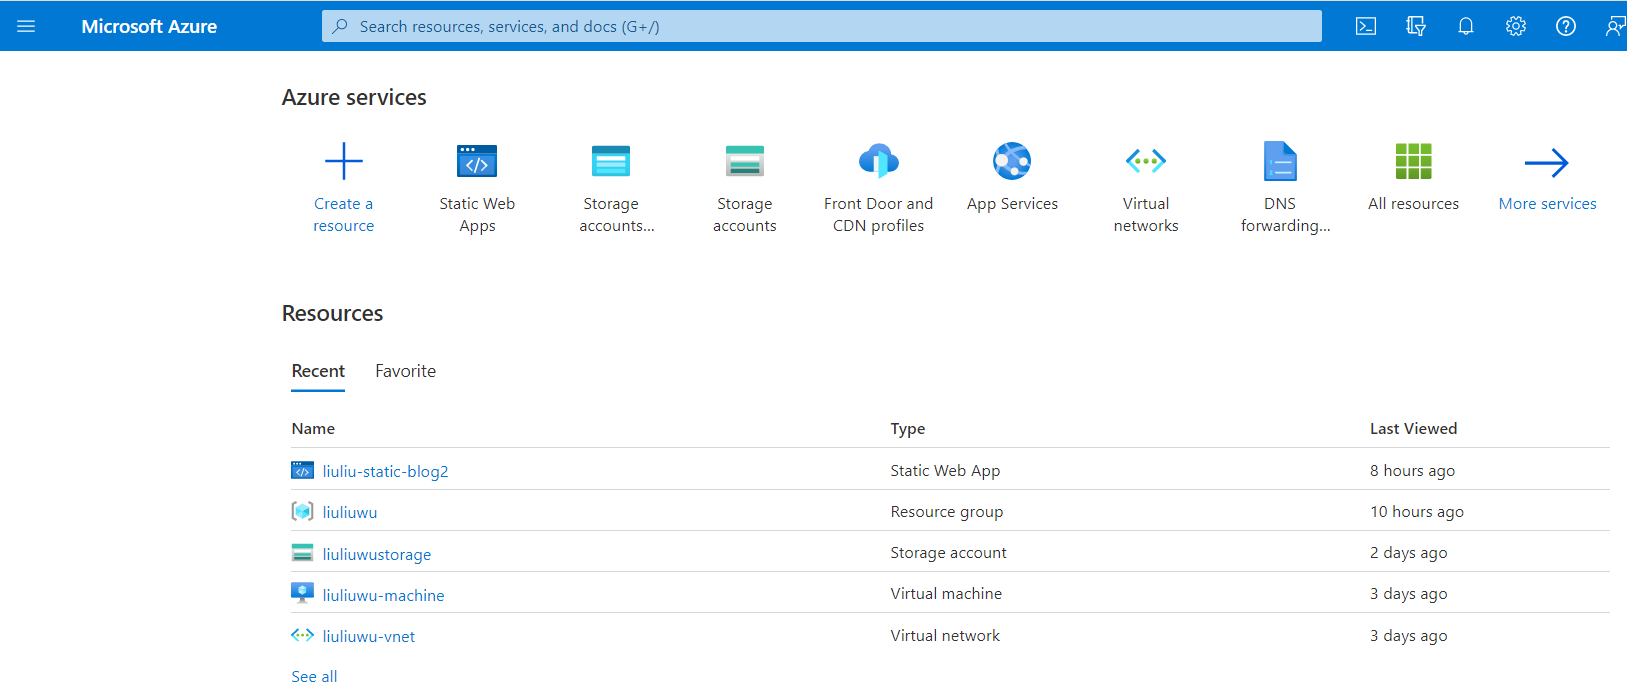 Microsoft Azure
Search resources, services, and docs (G+/)
Azure services
Create a resource
Static Web Apps
Storage accounts...
Storage accounts
Front Door and CDN profiles
App Services
Virtual networks
DNS forwarding...
All resources
More services
Resources
Recent Favorite
Name Type Last Viewed
liuliu-static-blog2 Static Web App 8 hours ago
liuliuwu Resource group 10 hours ago
liuliuwustorage Storage account 2 days ago
liuliuwu-machine Virtual machine 3 days ago
liuliuwu-vnet Virtual network 3 days ago
See all